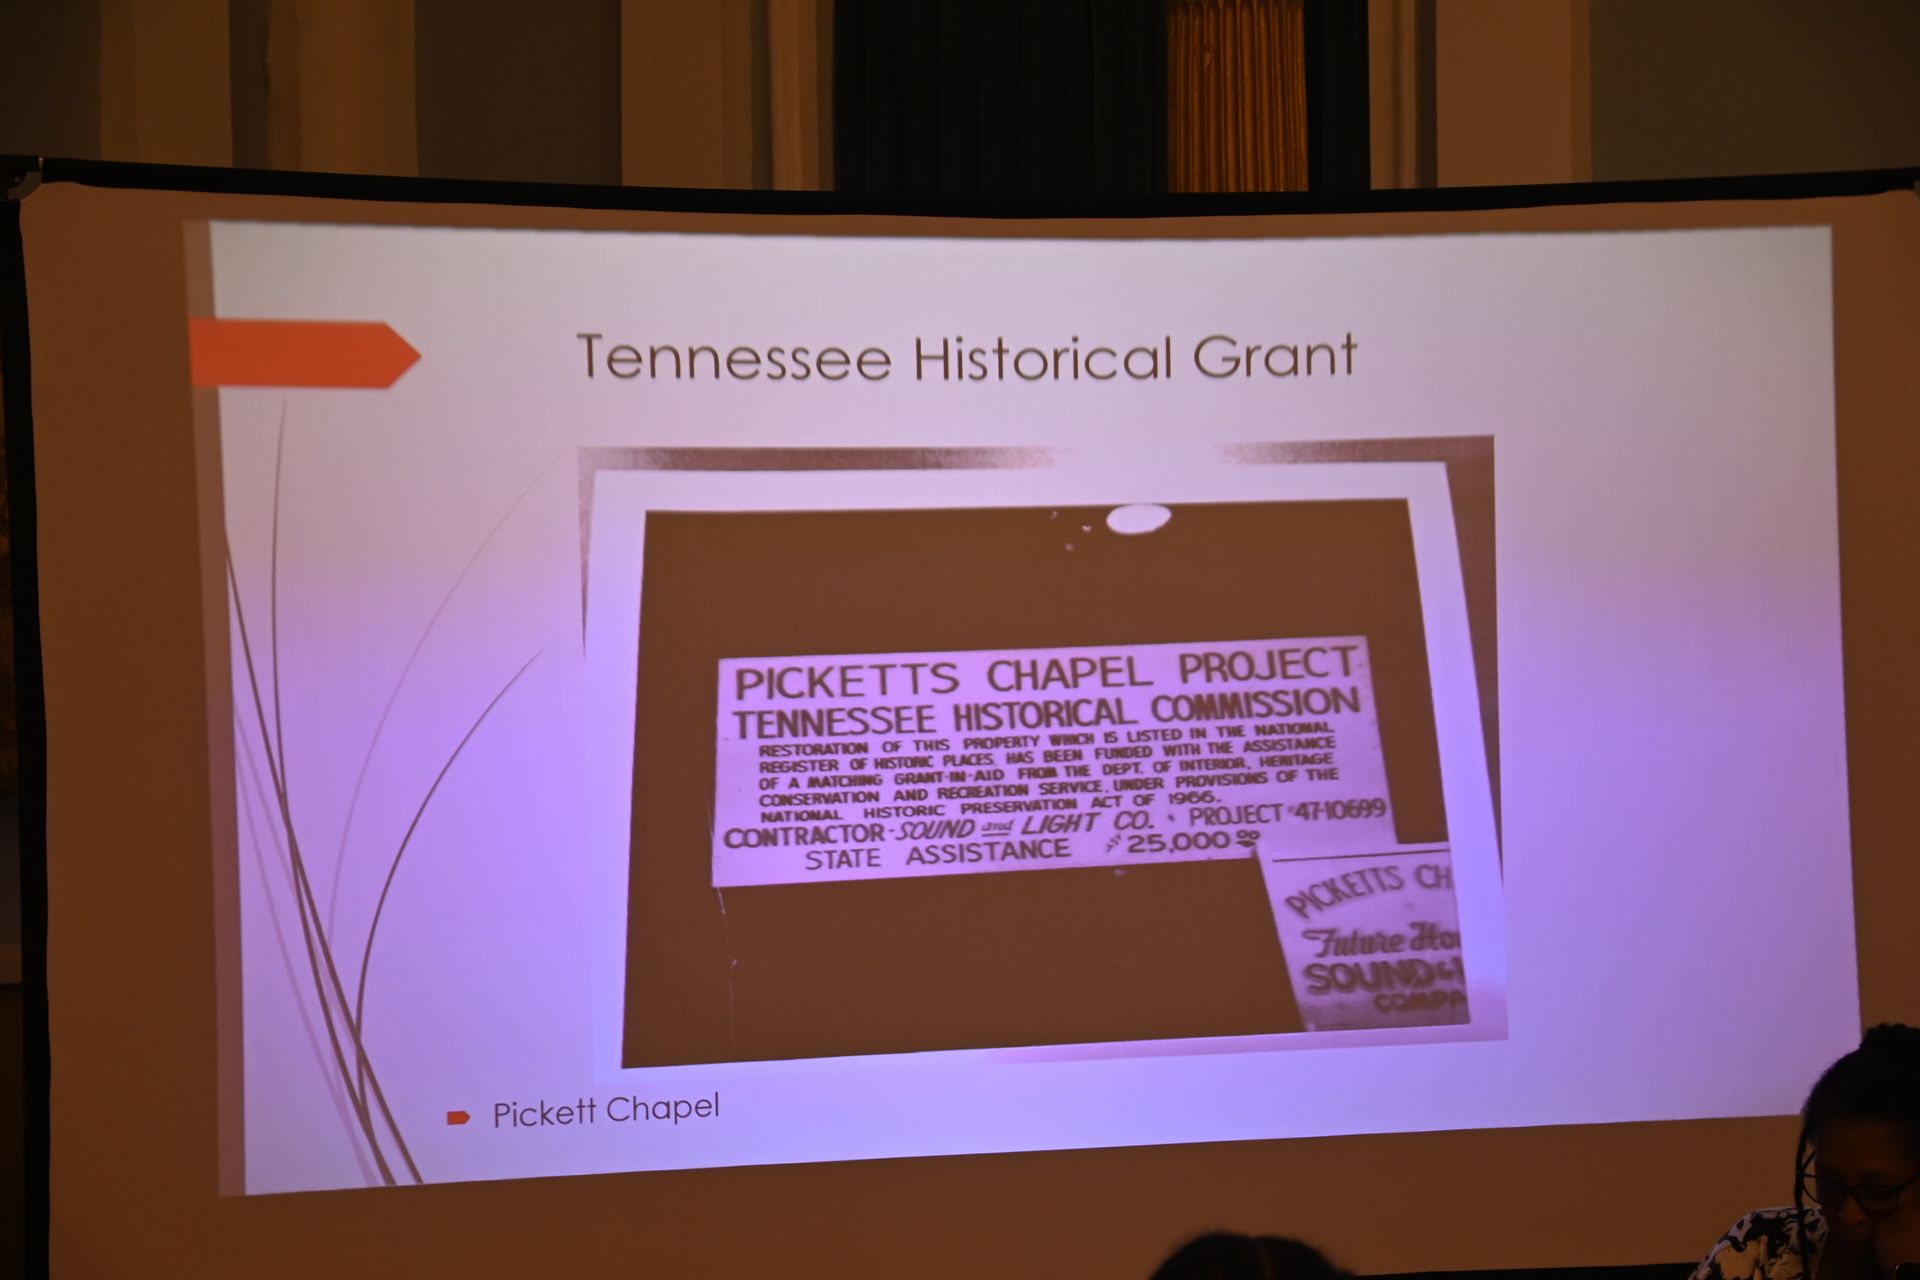 Tennessee Historical Grant
PICKETTS CHAPEL PROJECT
TENNESSEE HISTORICAL COMMISSION
RESTORATION OF THIS PROPERTY WHICH IS LISTED IN THE NATIONAL
REGISTER OF HISTORIC PLACES, HAS BEEN FUNDED WITH THE ASSISTANCE
OF A MATCHING GRANT-IN-AID FROM THE DEPT. OF INTERIOR, HERITAGE
CONSERVATION AND RECREATION SERVICE, UNDER PROVISIONS OF THE
NATIONAL HISTORIC PRESERVATION ACT OF 1966.
CONTRACTOR-SOUND and LIGHT CO. • PROJECT #47-10699
STATE ASSISTANCE $25,000.00
PICKETTS CH
Future Ho
SOUND & 
COMPA
Pickett Chapel